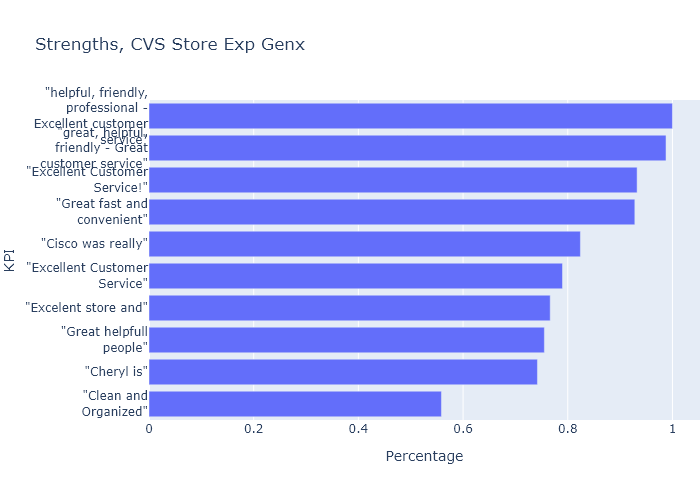 Strengths, CVS Store Exp Genx
"helpful, friendly,
professional -
Excellent customer
service"
"great, helpful,
friendly - Great
customer service"
"Excellent Customer
Service!"
"Great fast and
convenient"
"Cisco was really"
"Excellent Customer
Service"
"Excelent store and"
"Great helpfull
people"
"Cheryl is"
"Clean and
Organized"
KPI
0
0.2
0.4
0.6
0.8
1
Percentage